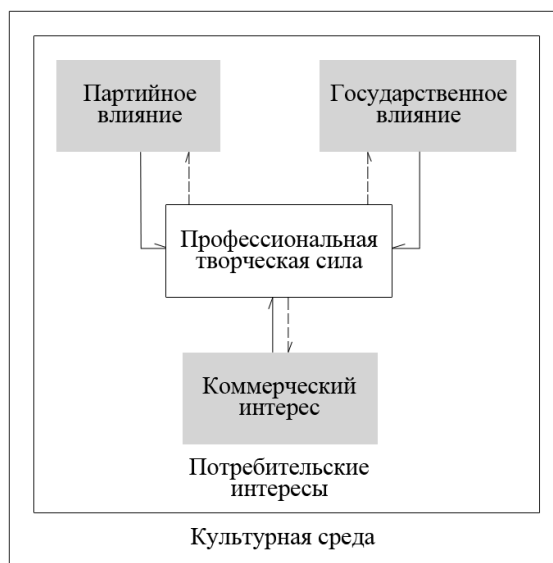 Партийное
влияние
Государственное
влияние
Профессиональная
творческая сила
Коммерческий
интерес
Потребительские
интересы
Культурная среда